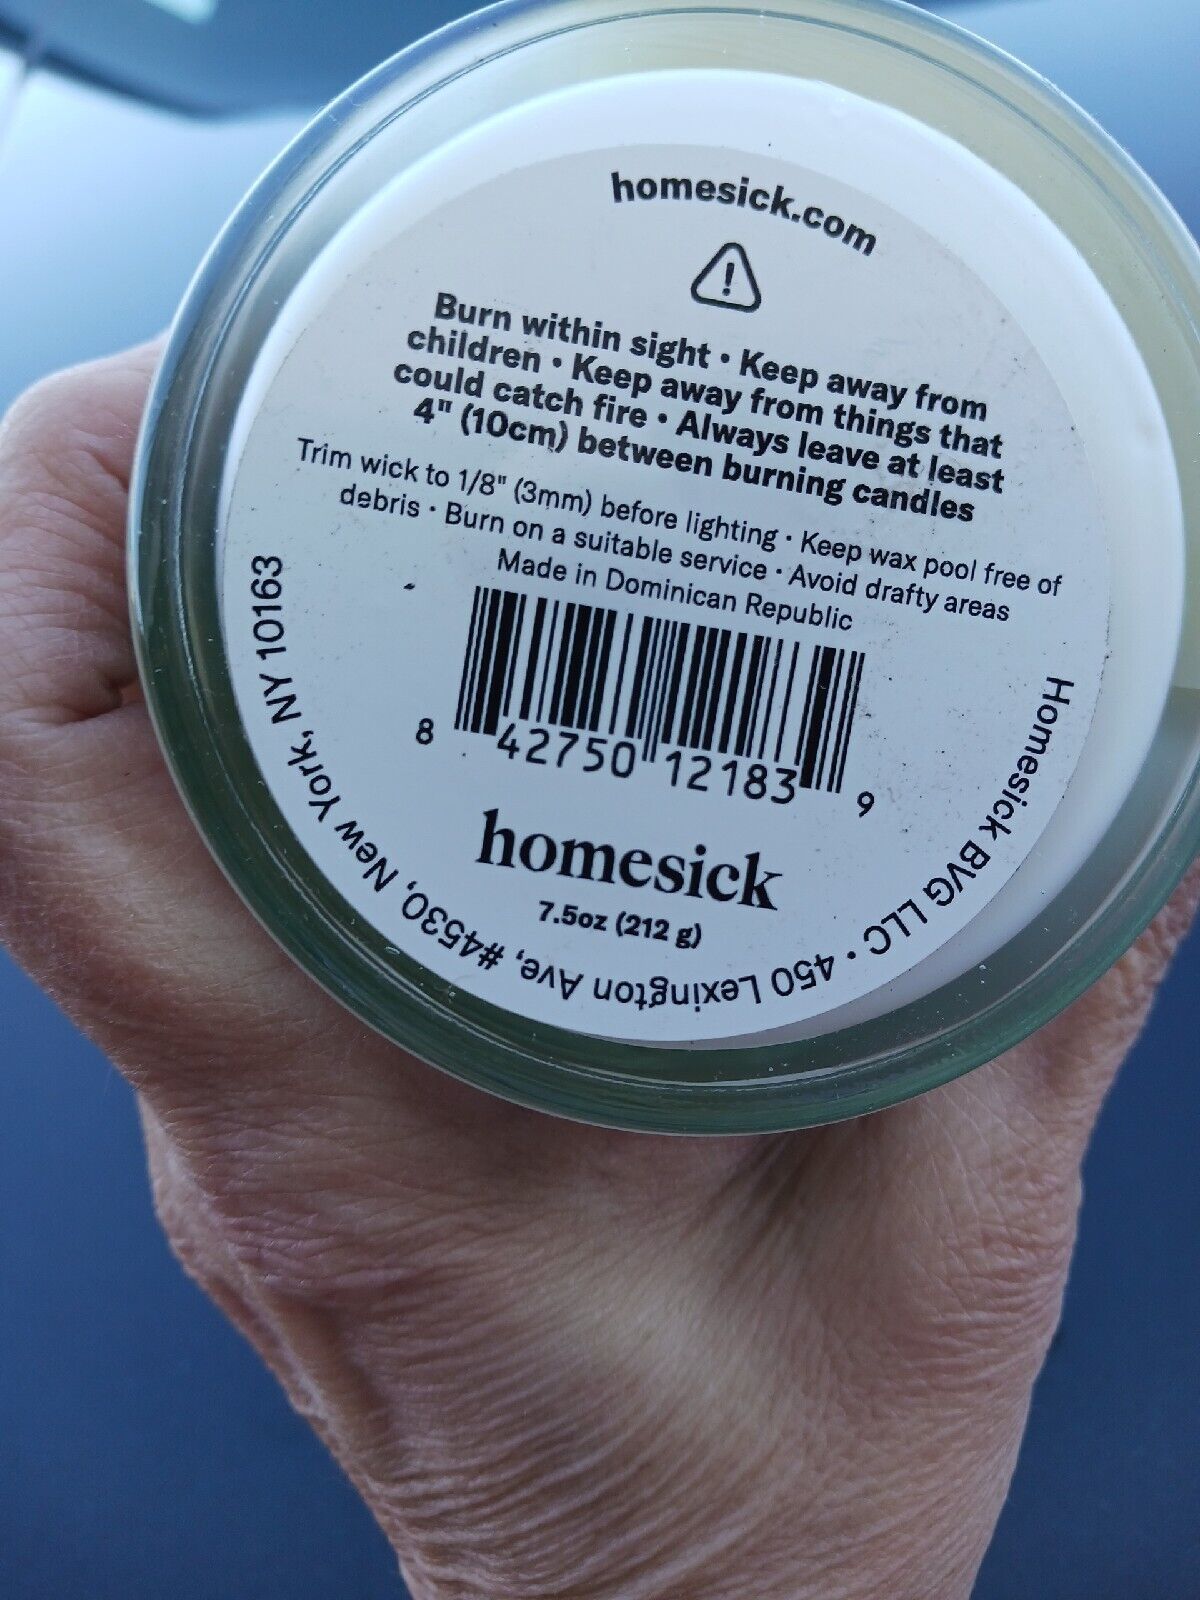 homesick.com
Burn within sight • Keep away from
children • Keep away from things that
could catch fire • Always leave at least
4" (10cm) between burning candles
Trim wick to 1/8" (3mm) before lighting • Keep wax pool free of
debris • Burn on a suitable service • Avoid drafty areas
Made in Dominican Republic
8 42750 12183 9
homesick
7.5oz (212 g)
Homesick BVG LLC • 450 Lexington Ave, #4530, New York, NY 10163